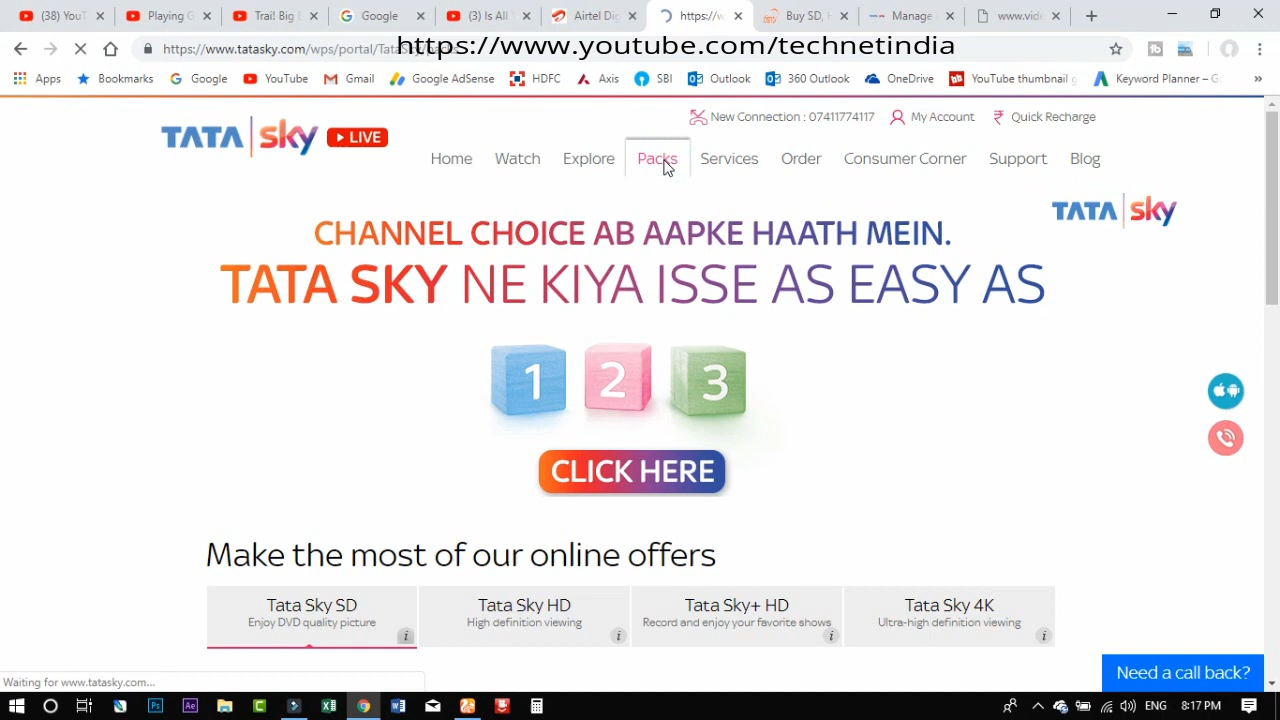 (38) YouT
Playing G
Trail! Big E
Google
(3) Is All T
Airtel Dig
https://w
Buy SD,
Manage
www.vide
https://www.tatasky.com/wps/portal/TataSky/packs
https://www.youtube.com/technetindia
Apps
Bookmarks
Google
YouTube
Gmail
Google AdSense
HDFC
Axis
SBI
Outlook
360 Outlook
OneDrive
YouTube thumbnail g
Keyword Planner – G
TATA sky LIVE
New Connection : 07411774117
My Account
₹ Quick Recharge
Home
Watch
Explore
Packs
Services
Order
Consumer Corner
Support
Blog
TATA sky
CHANNEL CHOICE AB AAPKE HAATH MEIN.
TATA SKY NE KIYA ISSE AS EASY AS
1 2 3
CLICK HERE
Make the most of our online offers
Tata Sky SD
Enjoy DVD quality picture
i
Tata Sky HD
High definition viewing
i
Tata Sky+ HD
Record and enjoy your favorite shows
i
Tata Sky 4K
Ultra-high definition viewing
i
Need a call back?
Waiting for www.tatasky.com...
ENG
8:17 PM